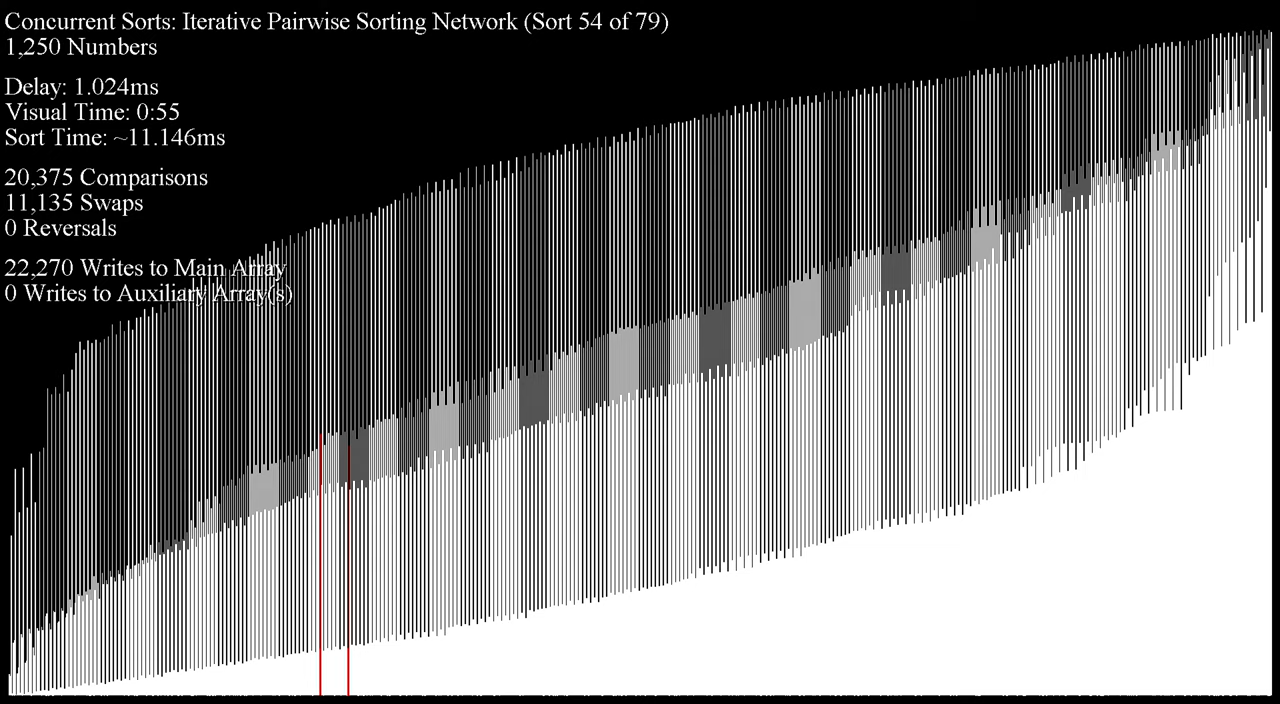 Concurrent Sorts: Iterative Pairwise Sorting Network (Sort 54 of 79)
1,250 Numbers
Delay: 1.024ms
Visual Time: 0:55
Sort Time: ~11.146ms
20,375 Comparisons
11,135 Swaps
0 Reversals
22,270 Writes to Main Array
0 Writes to Auxiliary Array(s)